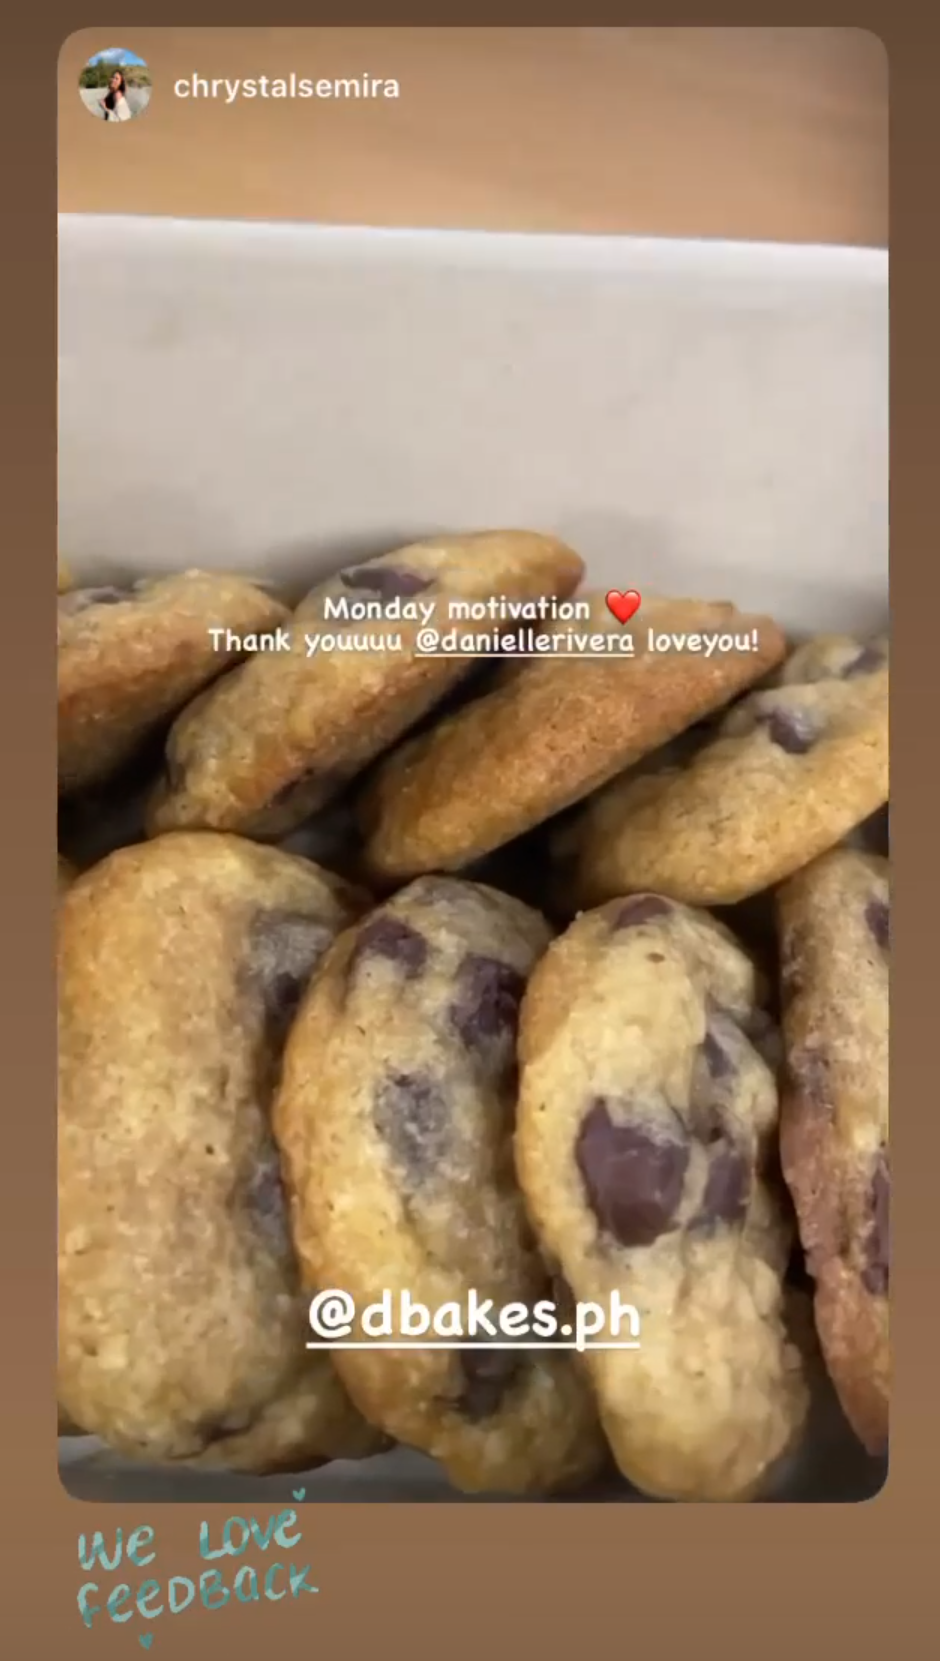 chrystalsemira
Monday motivation ❤️
Thank youuuu @daniellerivera loveyou!
@dbakes.ph
WE LOVE
FEEDBACK